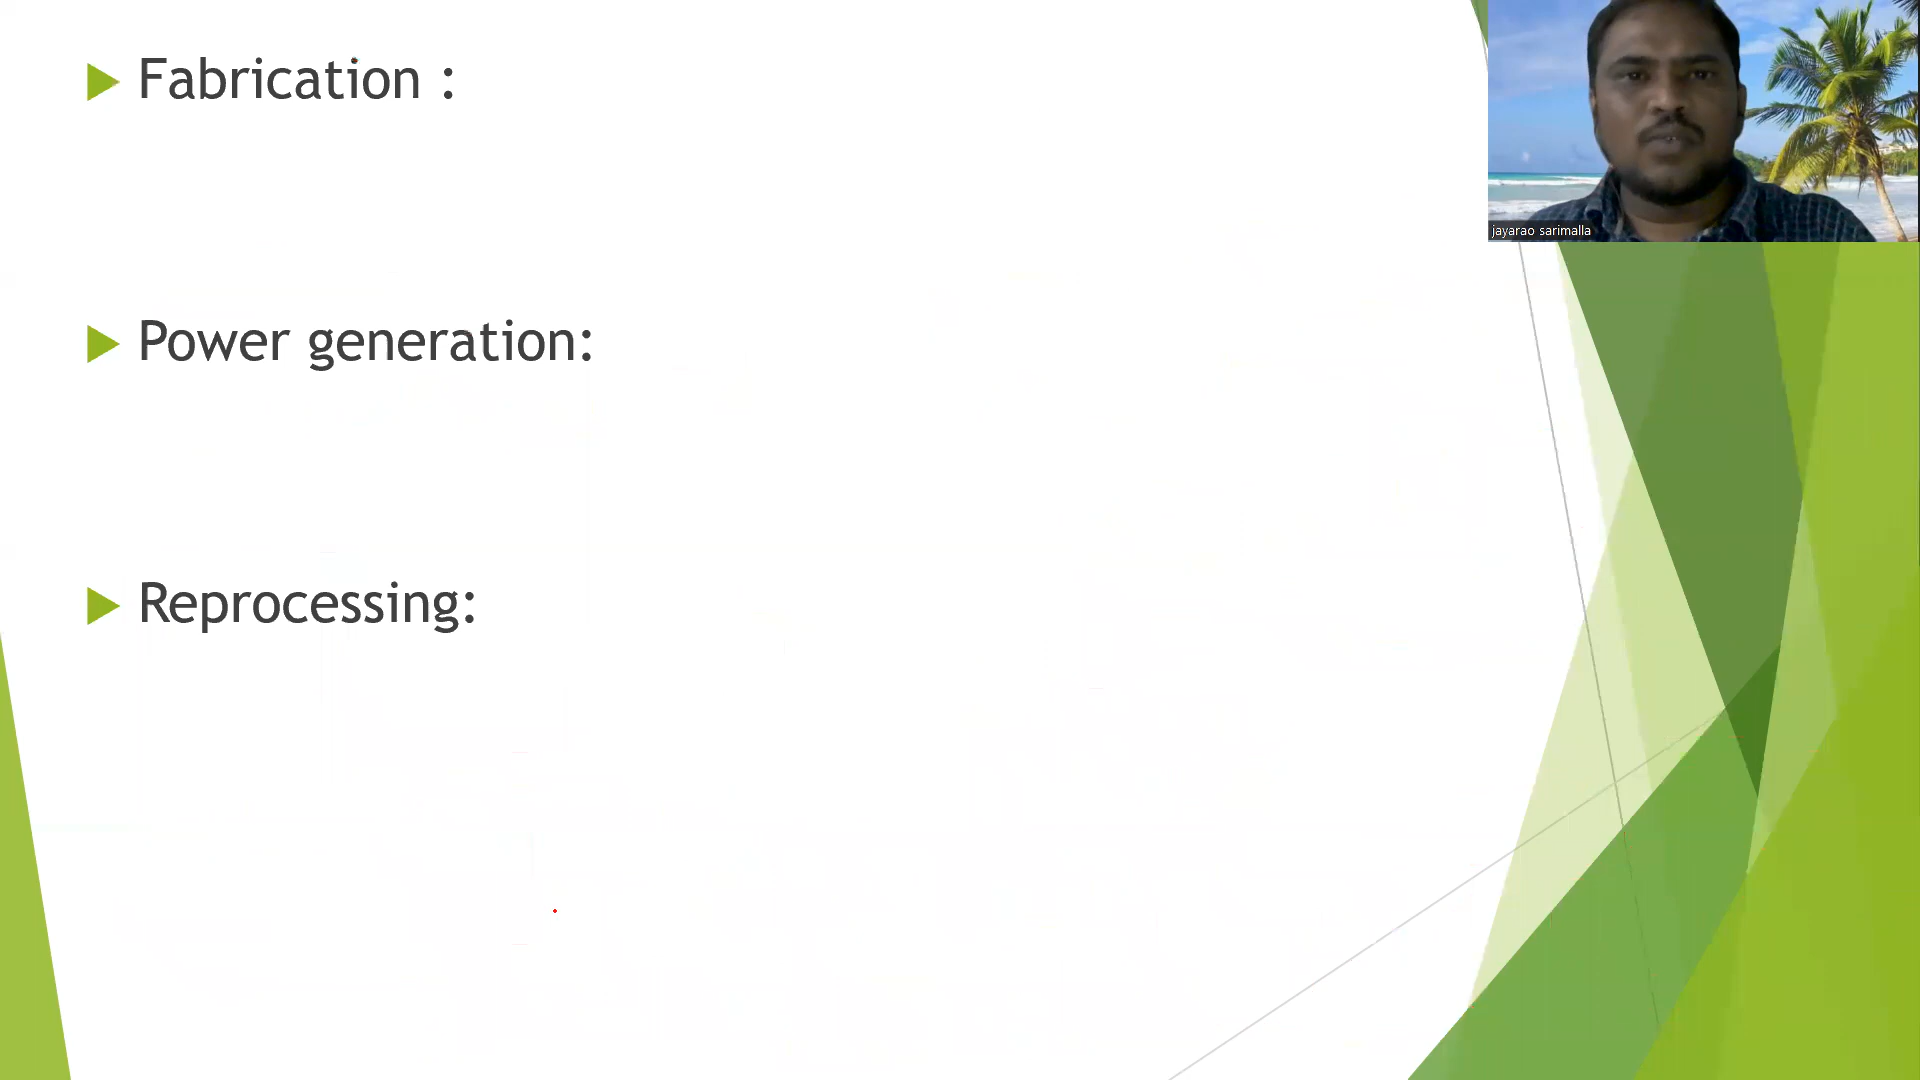 Fabrication :
jayarao sarimalla
Power generation:
Reprocessing: